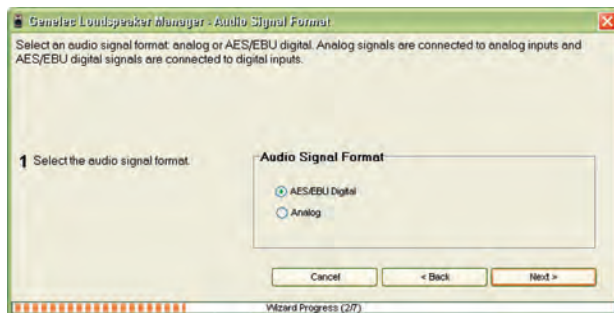 Genelec Loudspeaker Manager - Audio Signal Format
Select an audio signal format: analog or AES/EBU digital. Analog signals are connected to analog inputs and
AES/EBU digital signals are connected to digital inputs.
1 Select the audio signal format.
Audio Signal Format
AES/EBU Digital
Analog
Cancel
< Back
Next >
Wizard Progress (2/7)